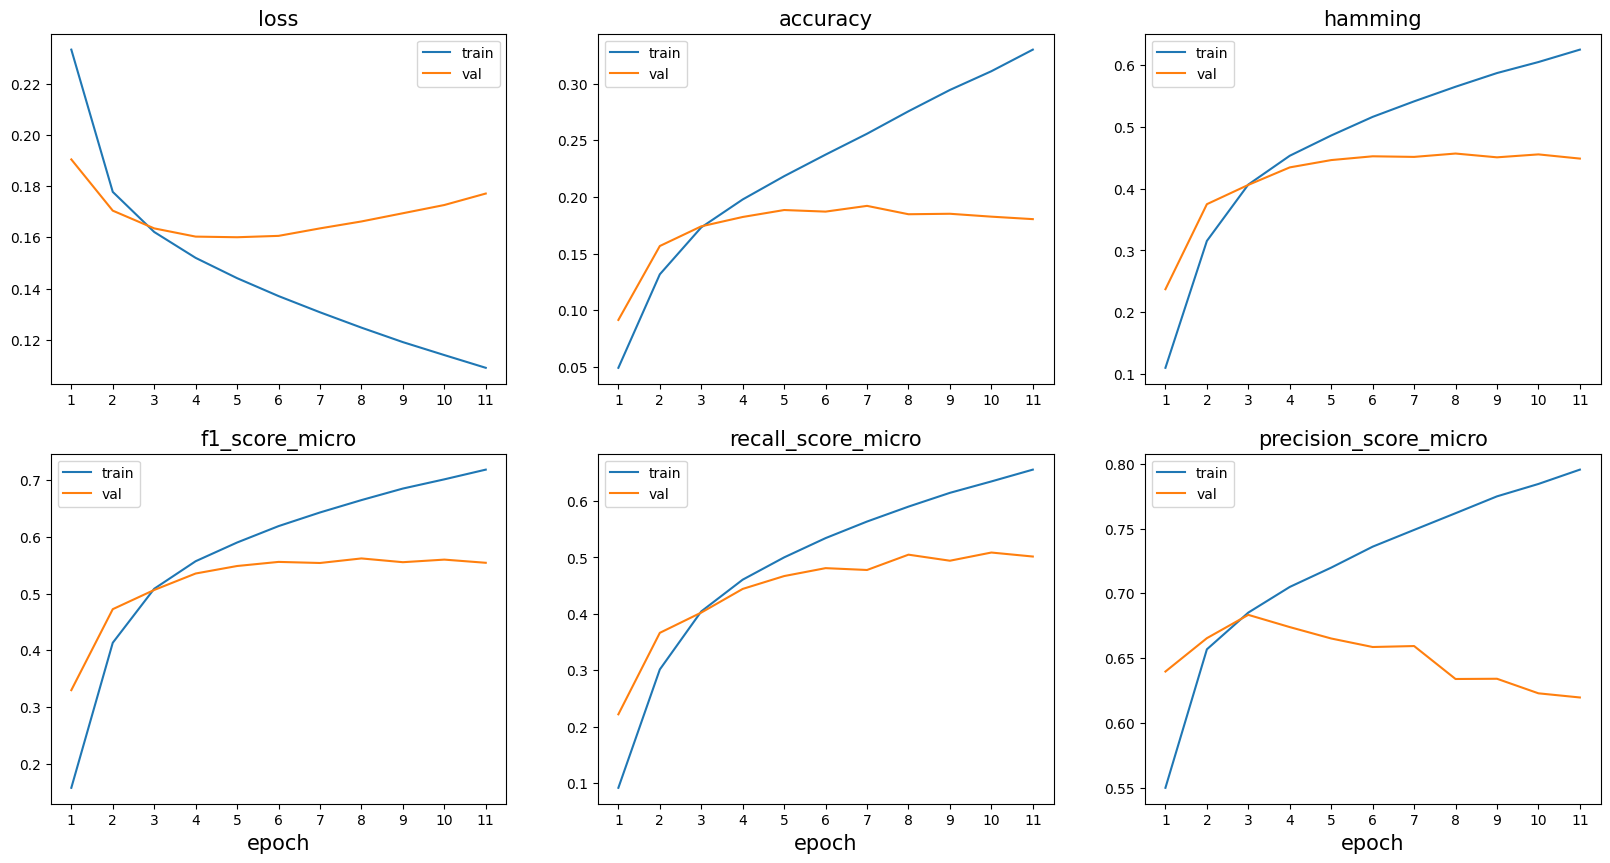 loss
train
val
0.22
0.20
0.18
0.16
0.14
0.12
1 2 3 4 5 6 7 8 9 10 11
accuracy
train
val
0.30
0.25
0.20
0.15
0.10
0.05
1 2 3 4 5 6 7 8 9 10 11
hamming
train
val
0.6
0.5
0.4
0.3
0.2
0.1
1 2 3 4 5 6 7 8 9 10 11
f1_score_micro
train
val
0.7
0.6
0.5
0.4
0.3
0.2
1 2 3 4 5 6 7 8 9 10 11
epoch
recall_score_micro
train
val
0.6
0.5
0.4
0.3
0.2
0.1
1 2 3 4 5 6 7 8 9 10 11
epoch
precision_score_micro
train
val
0.80
0.75
0.70
0.65
0.60
0.55
1 2 3 4 5 6 7 8 9 10 11
epoch